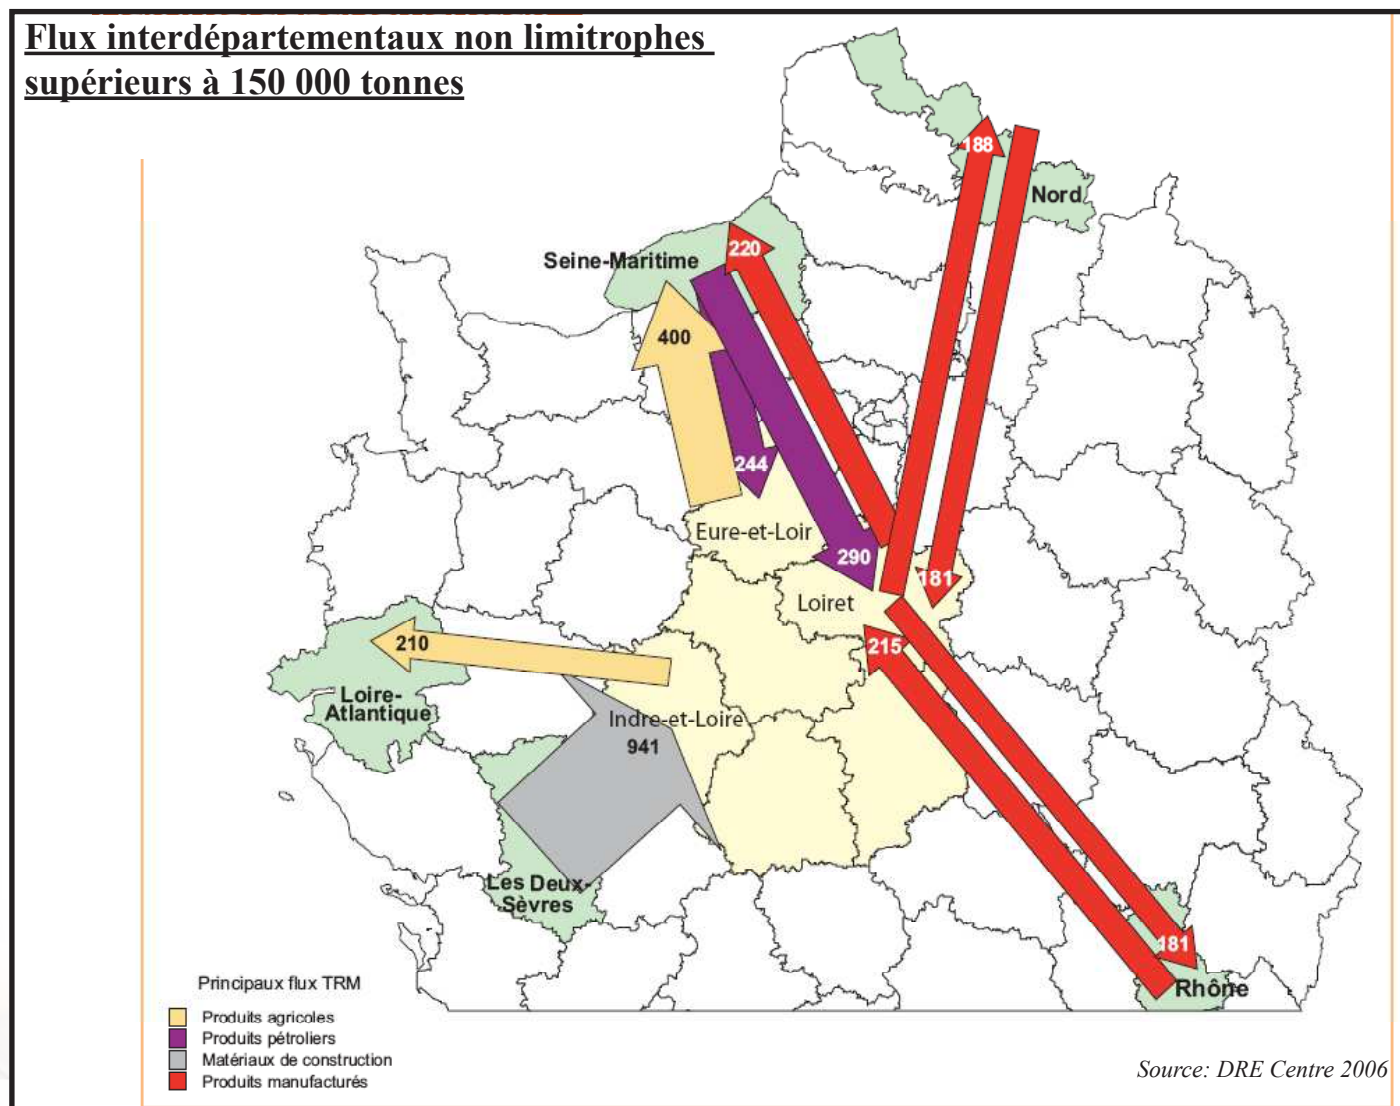 Flux interdépartementaux non limitrophes
supérieurs à 150 000 tonnes
188
Nord
Seine-Maritime
220
400
244
Eure-et-Loir
290
181
Loiret
210
215
Loire-
Atlantique
Indre-et-Loire
941
Les Deux-
Sèvres
181
Rhône
Principaux flux TRM
Produits agricoles
Produits pétroliers
Matériaux de construction
Produits manufacturés
Source: DRE Centre 2006